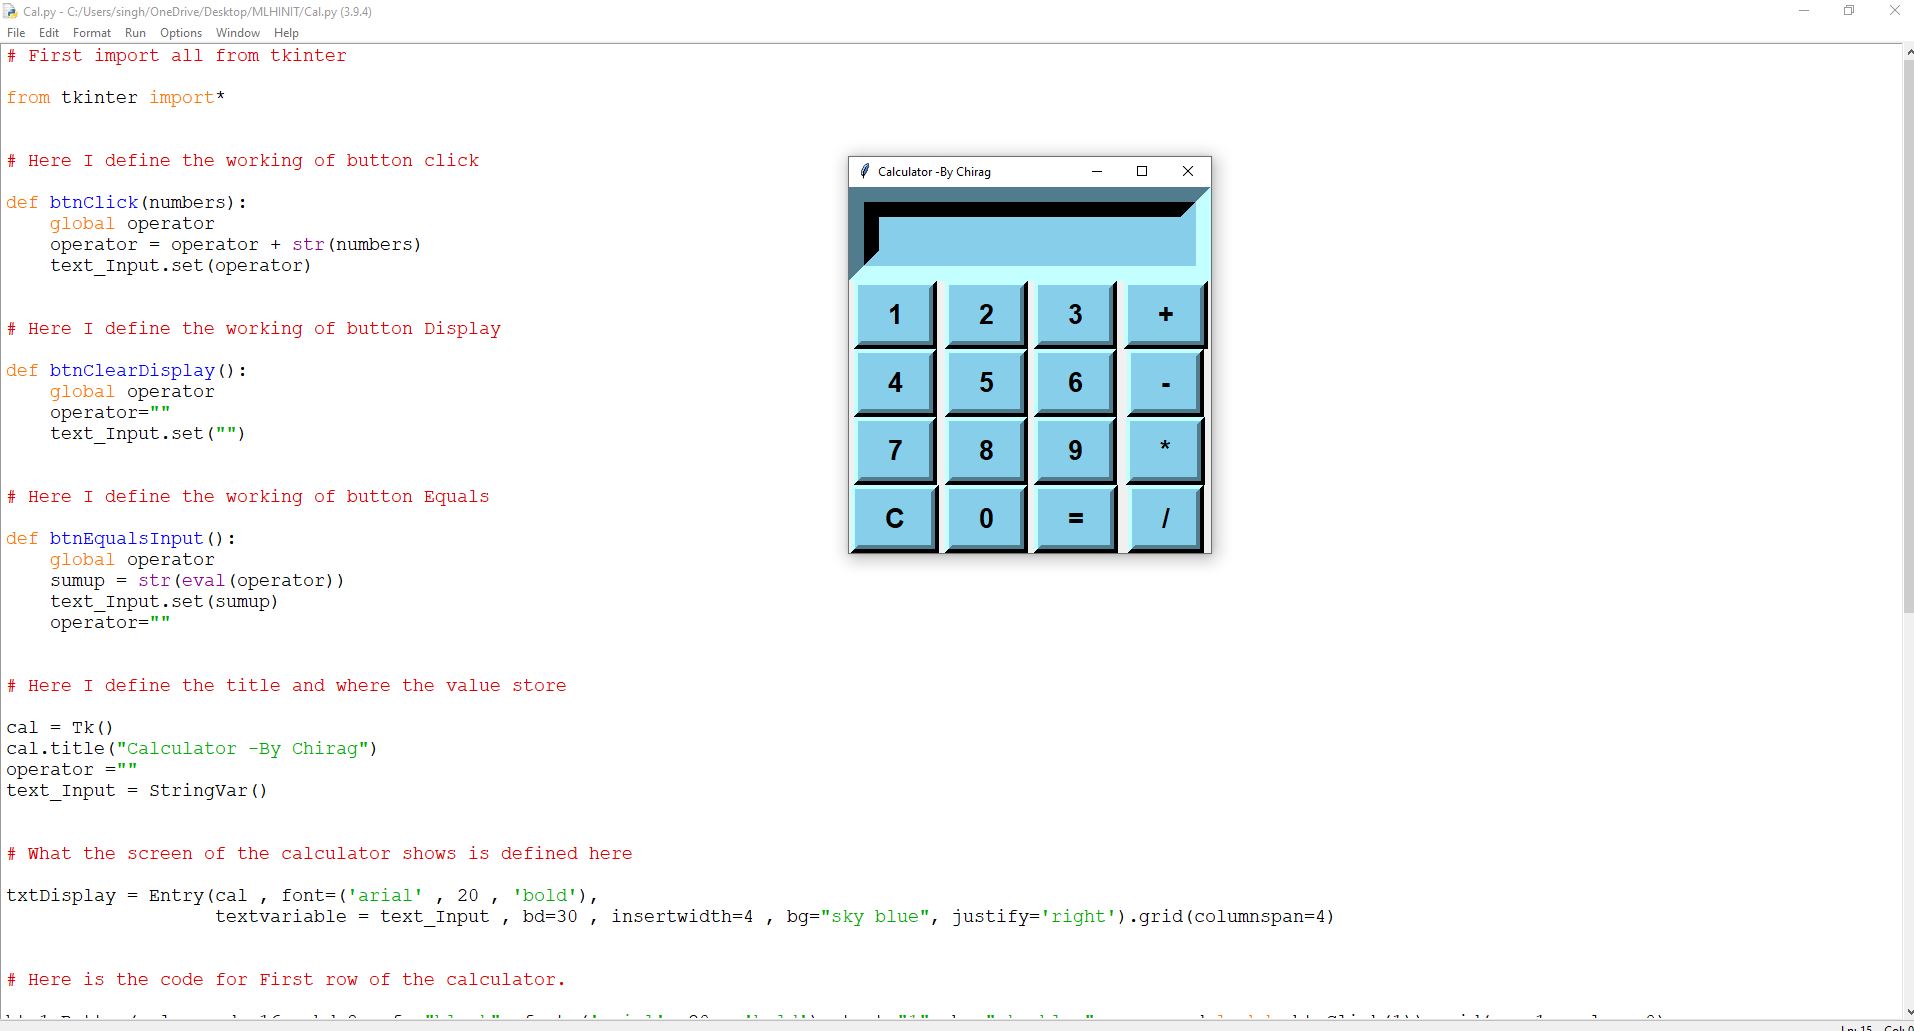 Cal.py - C:/Users/singh/OneDrive/Desktop/MLHINIT/Cal.py (3.9.4)
File Edit Format Run Options Window Help
# First import all from tkinter
from tkinter import*
# Here I define the working of button click
def btnClick(numbers):
    global operator
    operator = operator + str(numbers)
    text_Input.set(operator)
# Here I define the working of button Display
def btnClearDisplay():
    global operator
    operator=""
    text_Input.set("")
# Here I define the working of button Equals
def btnEqualsInput():
    global operator
    sumup = str(eval(operator))
    text_Input.set(sumup)
    operator=""
# Here I define the title and where the value store
cal = Tk()
cal.title("Calculator -By Chirag")
operator =""
text_Input = StringVar()
# What the screen of the calculator shows is defined here
txtDisplay = Entry(cal , font=('arial' , 20 , 'bold'),
                   textvariable = text_Input , bd=30 , insertwidth=4 , bg="sky blue", justify='right').grid(columnspan=4)
# Here is the code for First row of the calculator.
Calculator -By Chirag
1 2 3 +
4 5 6 -
7 8 9 *
C 0 = /